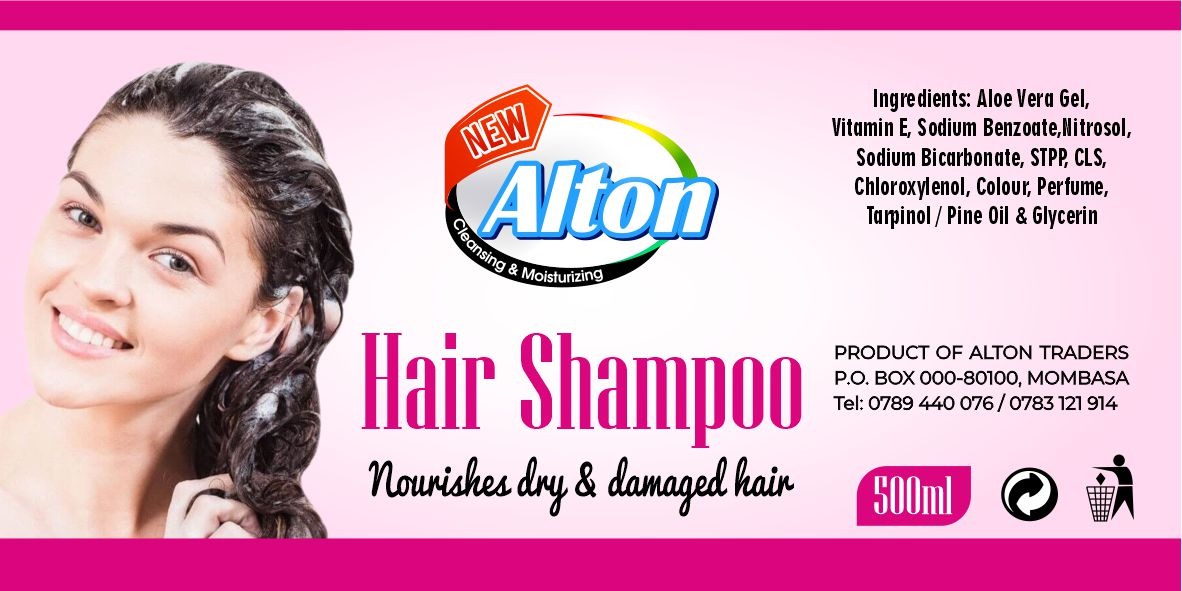 NEW
Alton
Cleansing & Moisturizing
Hair Shampoo
Nourishes dry & damaged hair
Ingredients: Aloe Vera Gel,
Vitamin E, Sodium Benzoate,Nitrosol,
Sodium Bicarbonate, STPP, CLS,
Chloroxylenol, Colour, Perfume,
Tarpinol / Pine Oil & Glycerin
PRODUCT OF ALTON TRADERS
P.O. BOX 000-80100, MOMBASA
Tel: 0789 440 076 / 0783 121 914
500ml